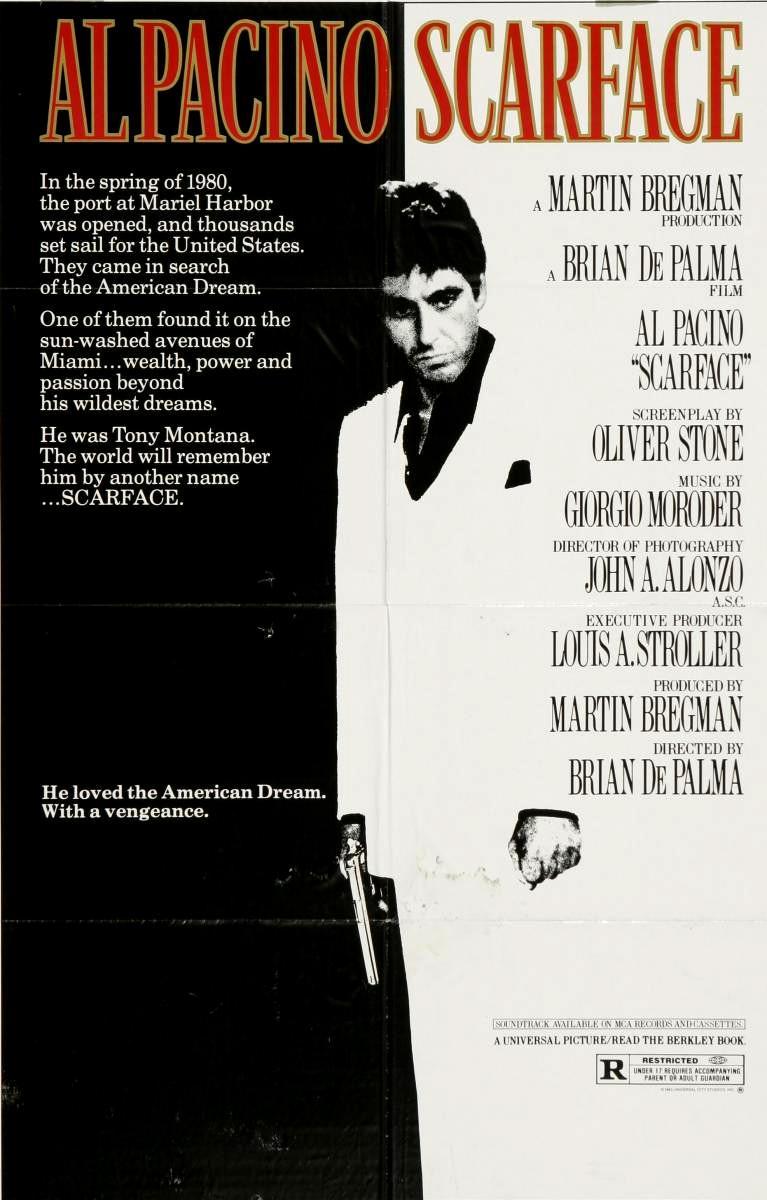 AL PACINO SCARFACE
In the spring of 1980,
the port at Mariel Harbor
was opened, and thousands
set sail for the United States.
They came in search
of the American Dream.
One of them found it on the
sun-washed avenues of
Miami...wealth, power and
passion beyond
his wildest dreams.
He was Tony Montana.
The world will remember
him by another name
...SCARFACE.
He loved the American Dream.
With a vengeance.
A MARTIN BREGMAN
PRODUCTION
A BRIAN DE PALMA
FILM
AL PACINO
“SCARFACE”
SCREENPLAY BY
OLIVER STONE
MUSIC BY
GIORGIO MORODER
DIRECTOR OF PHOTOGRAPHY
JOHN A. ALONZO
A.S.C.
EXECUTIVE PRODUCER
LOUIS A. STROLLER
PRODUCED BY
MARTIN BREGMAN
DIRECTED BY
BRIAN DE PALMA
SOUNDTRACK AVAILABLE ON MCA RECORDS AND CASSETTES.
A UNIVERSAL PICTURE/READ THE BERKLEY BOOK.
R RESTRICTED
UNDER 17 REQUIRES ACCOMPANYING
PARENT OR ADULT GUARDIAN